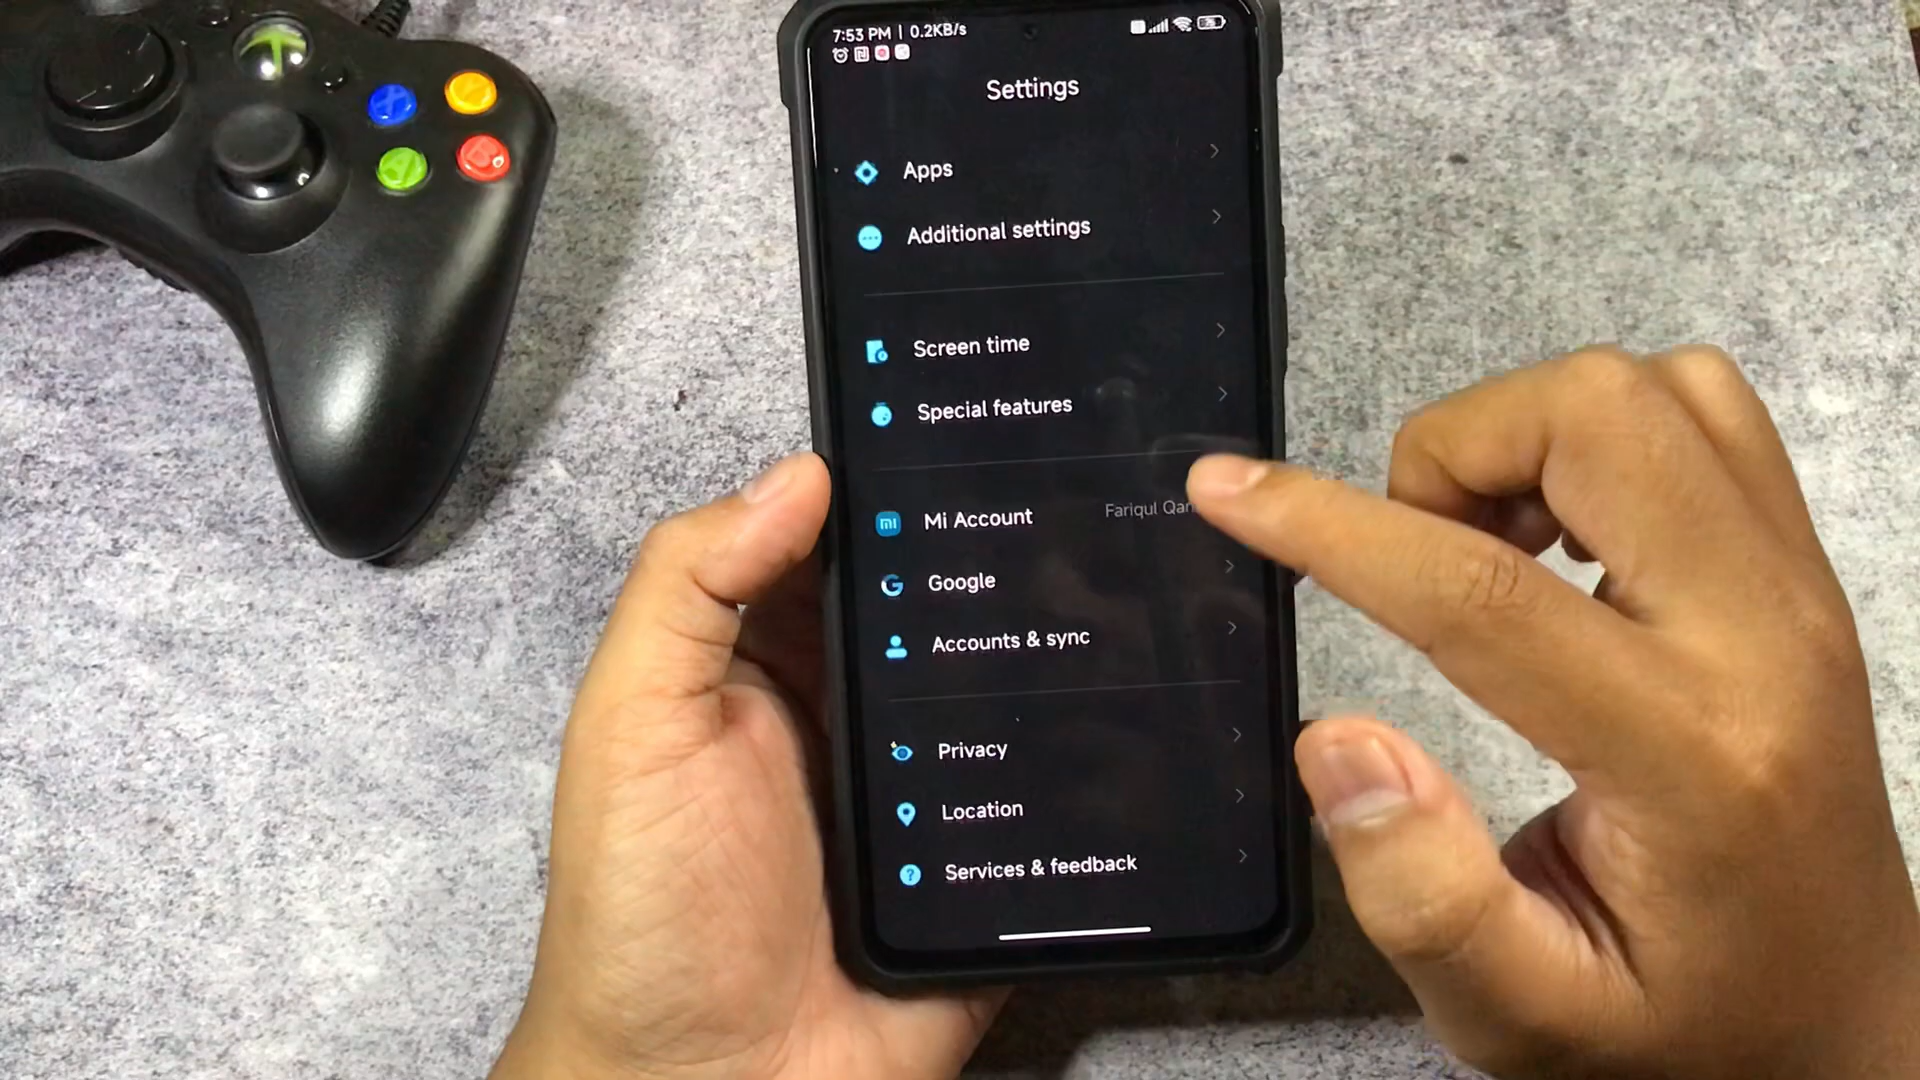 7:53 PM | 0.2KB/s
Settings
Apps
Additional settings
Screen time
Special features
Mi Account
Fariqul
Google
Accounts & sync
Privacy
Location
Services & feedback
X
A
B